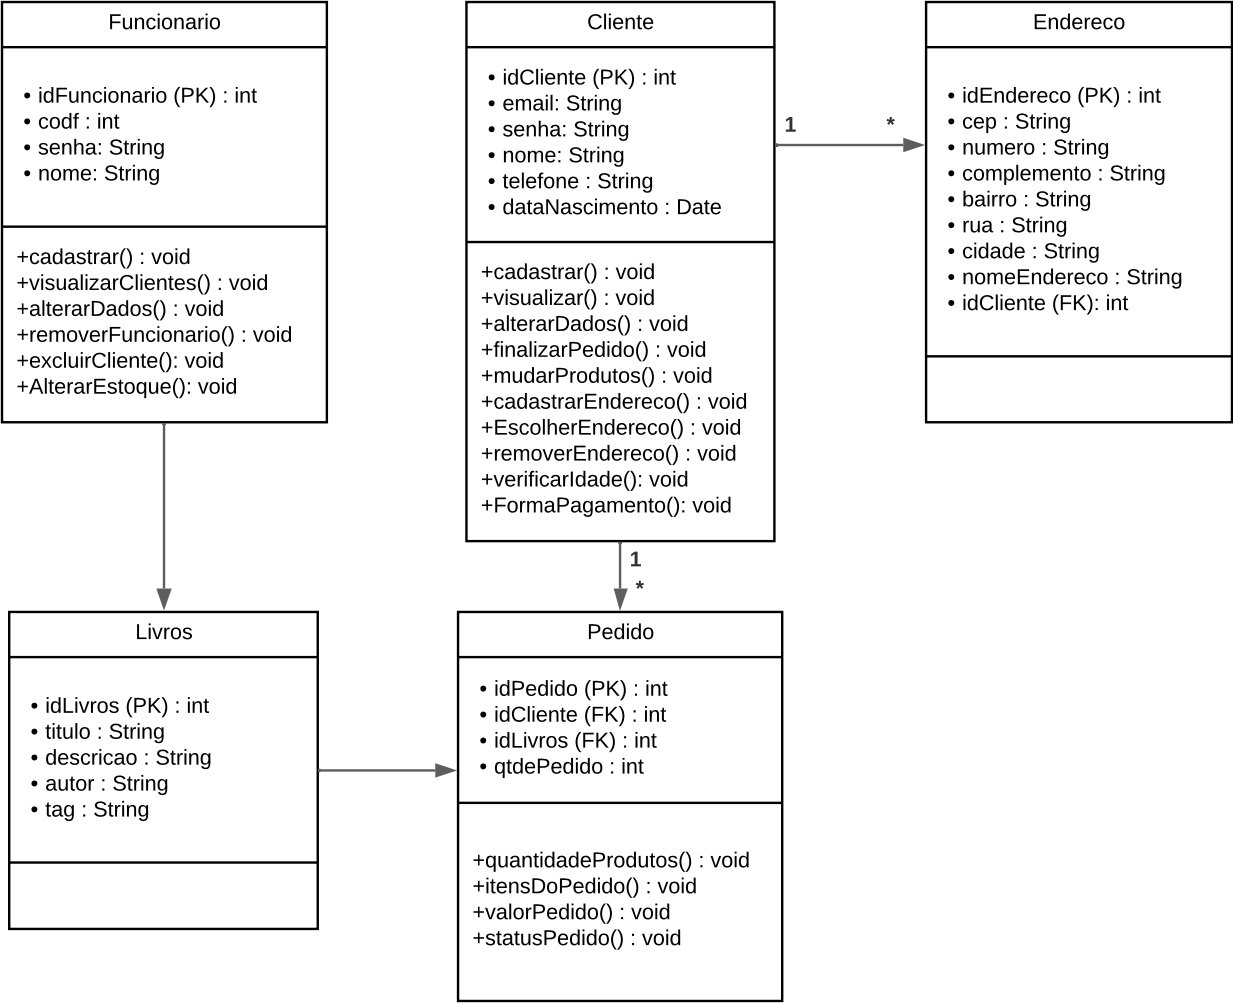 Funcionario
• idFuncionario (PK) : int
• codf : int
• senha: String
• nome: String
+cadastrar() : void
+visualizarClientes() : void
+alterarDados() : void
+removerFuncionario() : void
+excluirCliente(): void
+AlterarEstoque(): void
Cliente
• idCliente (PK) : int
• email: String
• senha: String
• nome: String
• telefone : String
• dataNascimento : Date
+cadastrar() : void
+visualizar() : void
+alterarDados() : void
+finalizarPedido() : void
+mudarProdutos() : void
+cadastrarEndereco() : void
+EscolherEndereco() : void
+removerEndereco() : void
+verificarIdade(): void
+FormaPagamento(): void
1
*
Endereco
• idEndereco (PK) : int
• cep : String
• numero : String
• complemento : String
• bairro : String
• rua : String
• cidade : String
• nomeEndereco : String
• idCliente (FK): int
1
*
Livros
• idLivros (PK) : int
• titulo : String
• descricao : String
• autor : String
• tag : String
Pedido
• idPedido (PK) : int
• idCliente (FK) : int
• idLivros (FK) : int
• qtdePedido : int
+quantidadeProdutos() : void
+itensDoPedido() : void
+valorPedido() : void
+statusPedido() : void